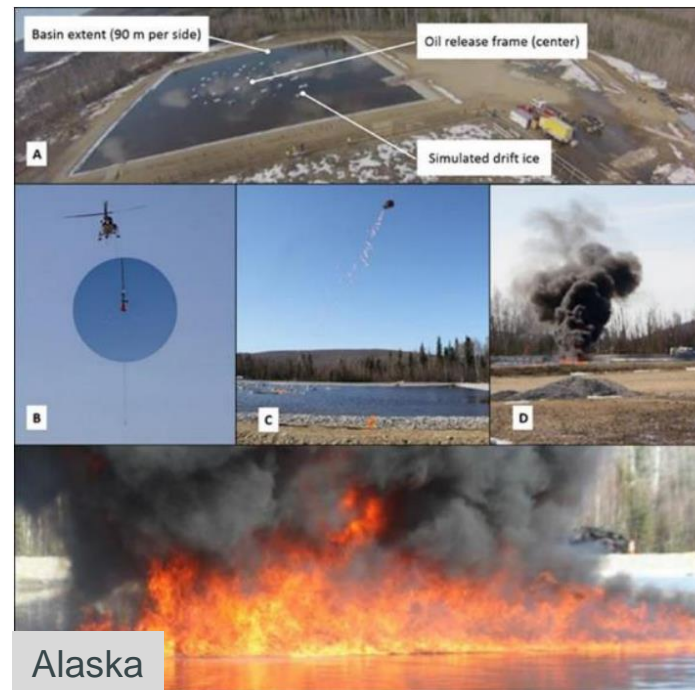 Basin extent (90 m per side)
Oil release frame (center)
Simulated drift ice
A
B
C
D
Alaska